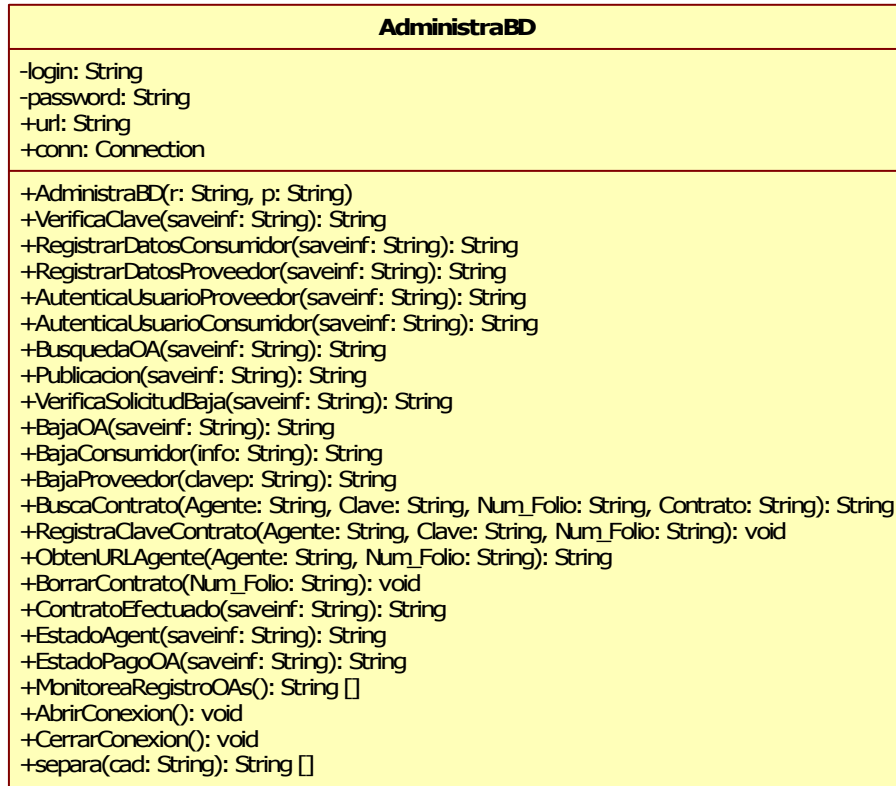 AdministraBD
-login: String
-password: String
+url: String
+conn: Connection
+AdministraBD(r: String, p: String)
+VerificaClave(saveinf: String): String
+RegistrarDatosConsumidor(saveinf: String): String
+RegistrarDatosProveedor(saveinf: String): String
+AutenticaUsuarioProveedor(saveinf: String): String
+AutenticaUsuarioConsumidor(saveinf: String): String
+BusquedaOA(saveinf: String): String
+Publicacion(saveinf: String): String
+VerificaSolicitudBaja(saveinf: String): String
+BajaOA(saveinf: String): String
+BajaConsumidor(info: String): String
+BajaProveedor(clavep: String): String
+BuscaContrato(Agente: String, Clave: String, Num_Folio: String, Contrato: String): String
+RegistraClaveContrato(Agente: String, Clave: String, Num_Folio: String): void
+ObtenURLAgente(Agente: String, Num_Folio: String): String
+BorrarContrato(Num_Folio: String): void
+ContratoEfectuado(saveinf: String): String
+EstadoAgent(saveinf: String): String
+EstadoPagoOA(saveinf: String): String
+MonitoreaRegistroOAs(): String []
+AbrirConexion(): void
+CerrarConexion(): void
+separa(cad: String): String []